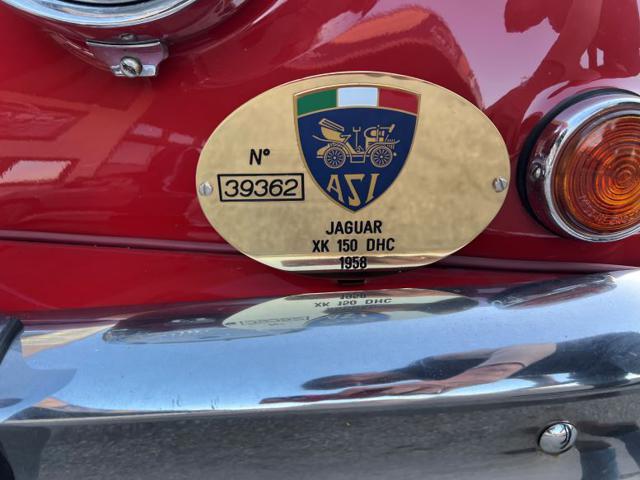 N°
39362
ASI
JAGUAR
XK 150 DHC
1958